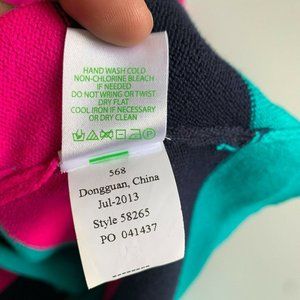 HAND WASH COLD
NON-CHLORINE BLEACH
IF NEEDED
DO NOT WRING OR TWIST
DRY FLAT
COOL IRON IF NECESSARY
OR DRY CLEAN
568
Dongguan, China
Jul-2013
Style 58265
PO 041437